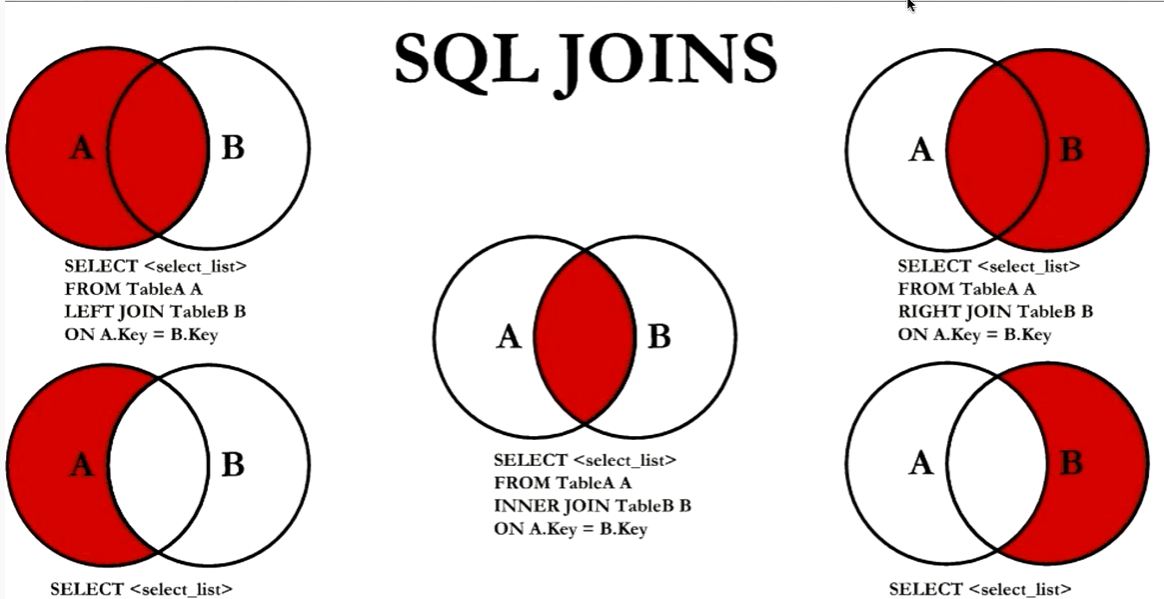 SQL JOINS
A B
SELECT <select_list>
FROM TableA A
LEFT JOIN TableB B
ON A.Key = B.Key
A B
SELECT <select_list>
FROM TableA A
RIGHT JOIN TableB B
ON A.Key = B.Key
A B
SELECT <select_list>
FROM TableA A
INNER JOIN TableB B
ON A.Key = B.Key
A B
SELECT <select_list>
A B
SELECT <select_list>